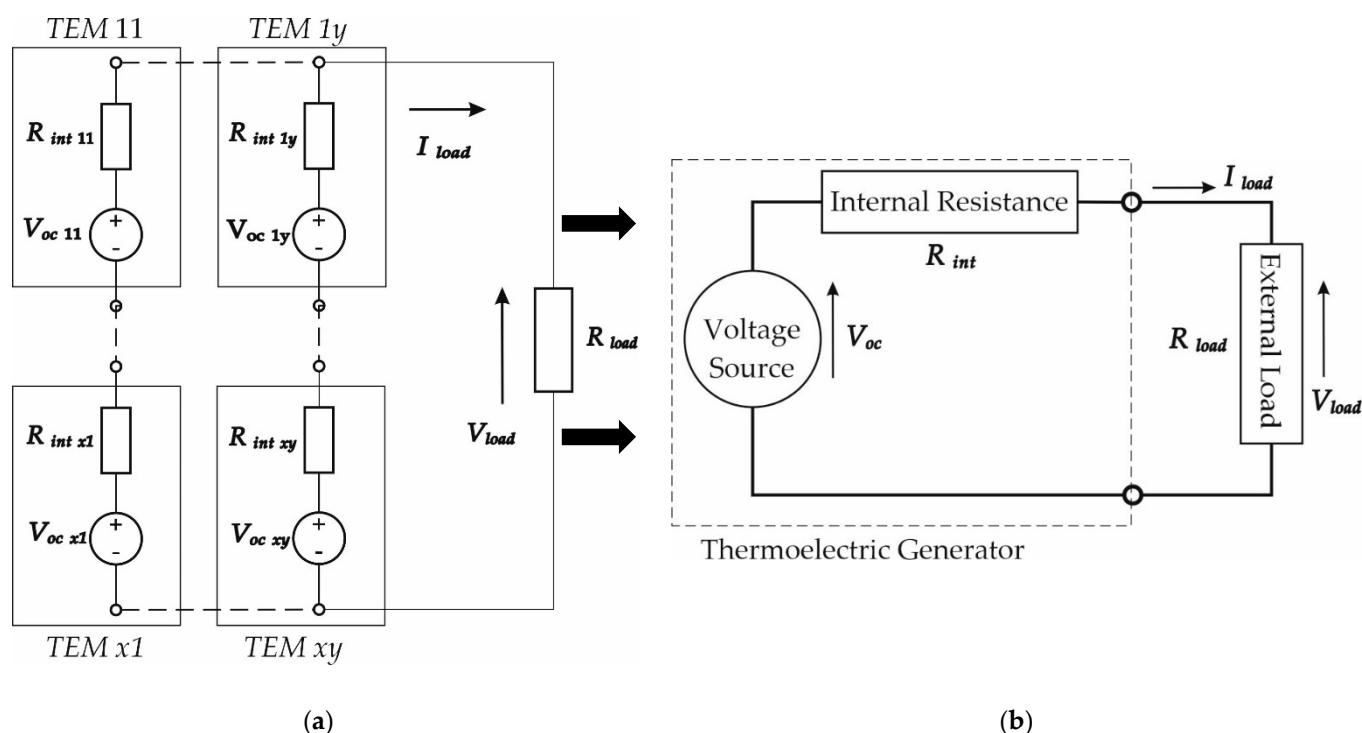 TEM 11
TEM 1y
R int 11
R int 1y
I load
V oc 11
V oc 1y
+
-
+
-
R load
V load
R int x1
R int xy
V oc x1
V oc xy
+
-
+
-
TEM x1
TEM xy
(a)
Internal Resistance
R int
I load
Voltage
Source
V oc
R load
External Load
V load
Thermoelectric Generator
(b)